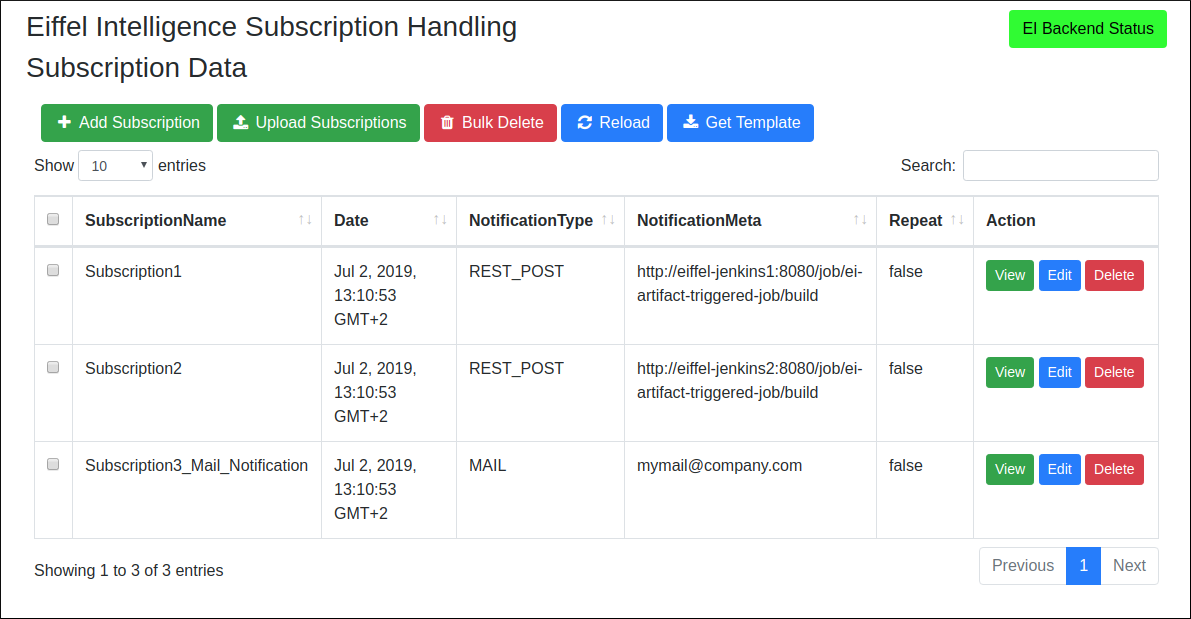 Eiffel Intelligence Subscription Handling
EI Backend Status
Subscription Data
Add Subscription Upload Subscriptions Bulk Delete Reload Get Template
Show 10 entries Search:
SubscriptionName Date NotificationType NotificationMeta Repeat Action
Subscription1 Jul 2, 2019, REST_POST http://eiffel-jenkins1:8080/job/ei- false View Edit Delete
13:10:53 artifact-triggered-job/build
GMT+2
Subscription2 Jul 2, 2019, REST_POST http://eiffel-jenkins2:8080/job/ei- false View Edit Delete
13:10:53 artifact-triggered-job/build
GMT+2
Subscription3_Mail_Notification Jul 2, 2019, MAIL mymail@company.com false View Edit Delete
13:10:53
GMT+2
Showing 1 to 3 of 3 entries Previous 1 Next